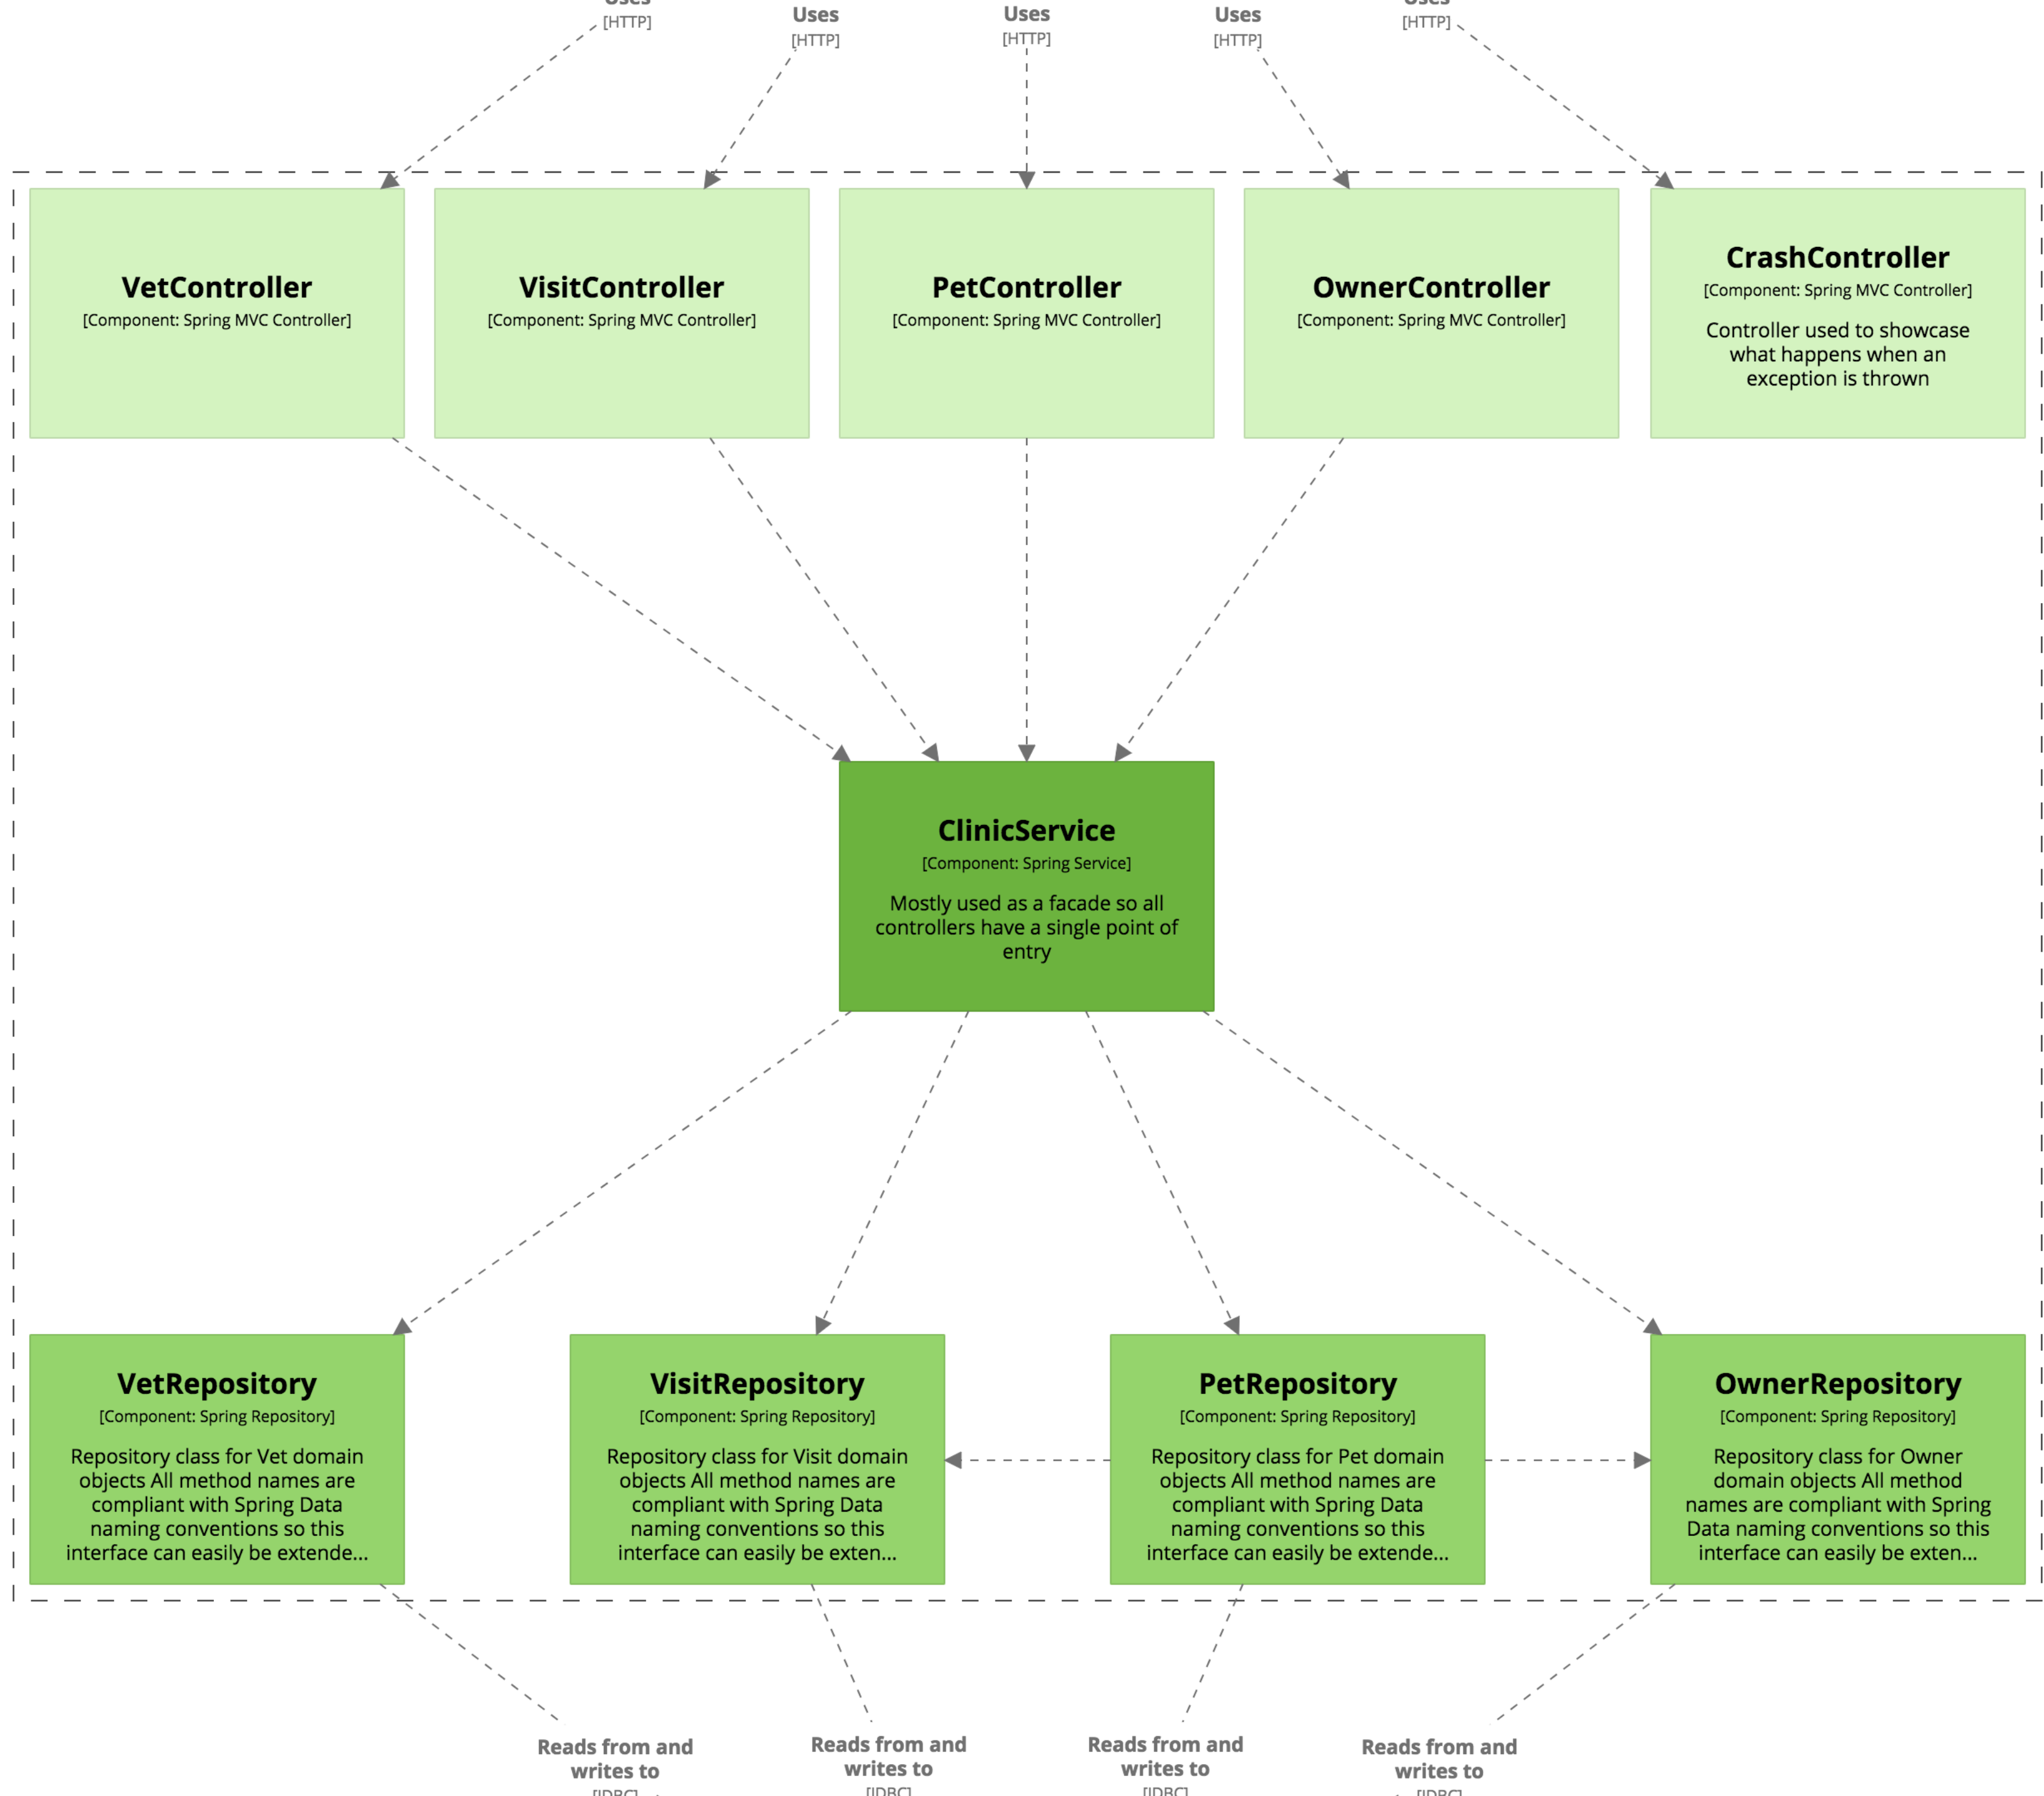 Uses
[HTTP]
Uses
[HTTP]
Uses
[HTTP]
Uses
[HTTP]
Uses
[HTTP]
VetController
[Component: Spring MVC Controller]
VisitController
[Component: Spring MVC Controller]
PetController
[Component: Spring MVC Controller]
OwnerController
[Component: Spring MVC Controller]
CrashController
[Component: Spring MVC Controller]
Controller used to showcase
what happens when an
exception is thrown
ClinicService
[Component: Spring Service]
Mostly used as a facade so all
controllers have a single point of
entry
VetRepository
[Component: Spring Repository]
Repository class for Vet domain
objects All method names are
compliant with Spring Data
naming conventions so this
interface can easily be extende...
VisitRepository
[Component: Spring Repository]
Repository class for Visit domain
objects All method names are
compliant with Spring Data
naming conventions so this
interface can easily be exten...
PetRepository
[Component: Spring Repository]
Repository class for Pet domain
objects All method names are
compliant with Spring Data
naming conventions so this
interface can easily be extende...
OwnerRepository
[Component: Spring Repository]
Repository class for Owner
domain objects All method
names are compliant with Spring
Data naming conventions so this
interface can easily be exten...
Reads from and
writes to
[JDBC]
Reads from and
writes to
[JDBC]
Reads from and
writes to
[JDBC]
Reads from and
writes to
[JDBC]